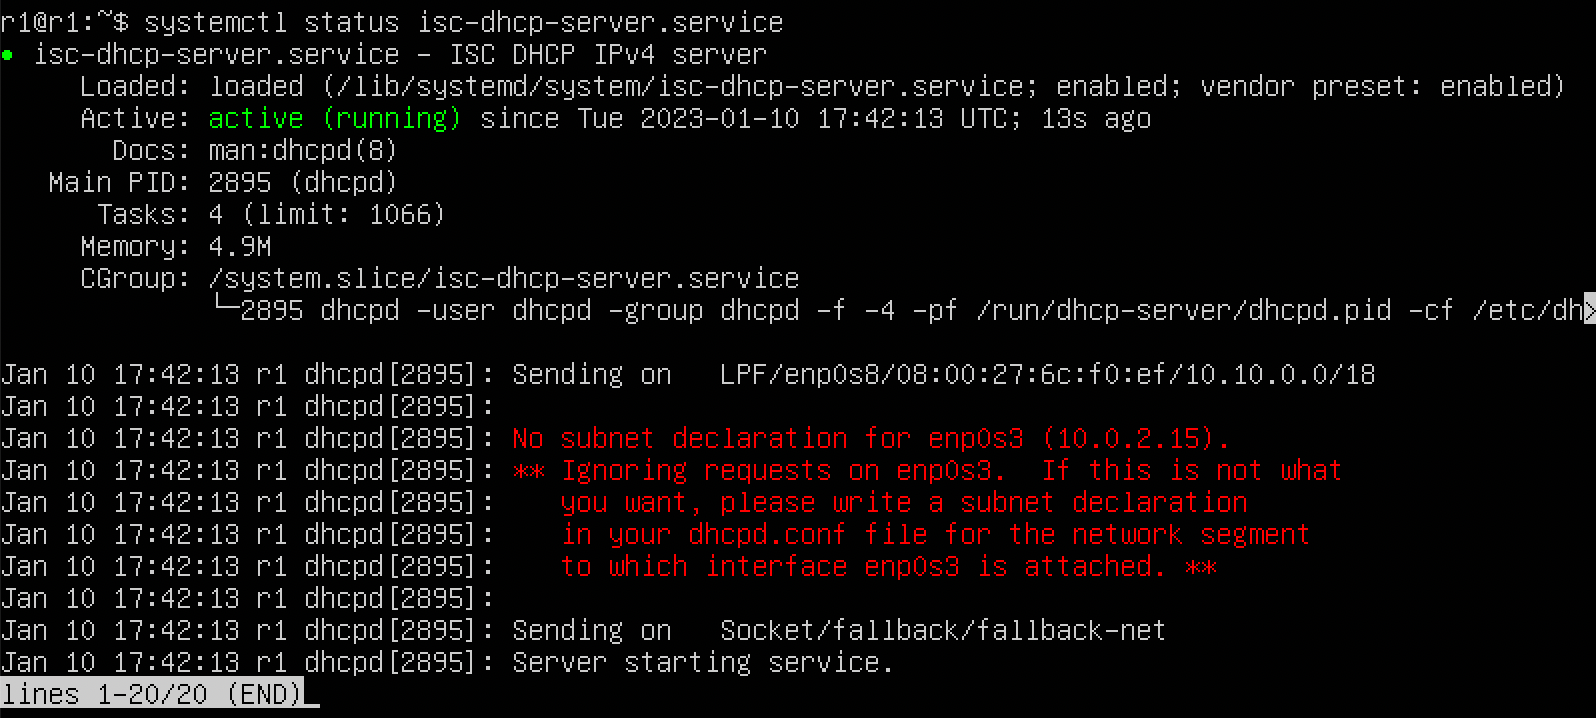 r1@r1:~$ systemctl status isc-dhcp-server.service
● isc-dhcp-server.service – ISC DHCP IPv4 server
     Loaded: loaded (/lib/systemd/system/isc-dhcp-server.service; enabled; vendor preset: enabled)
     Active: active (running) since Tue 2023-01-10 17:42:13 UTC; 13s ago
       Docs: man:dhcpd(8)
   Main PID: 2895 (dhcpd)
      Tasks: 4 (limit: 1066)
     Memory: 4.9M
     CGroup: /system.slice/isc-dhcp-server.service
             └─2895 dhcpd -user dhcpd -group dhcpd -f -4 -pf /run/dhcp-server/dhcpd.pid -cf /etc/dh>
Jan 10 17:42:13 r1 dhcpd[2895]: Sending on   LPF/enp0s8/08:00:27:6c:f0:ef/10.10.0.0/18
Jan 10 17:42:13 r1 dhcpd[2895]:
Jan 10 17:42:13 r1 dhcpd[2895]: No subnet declaration for enp0s3 (10.0.2.15).
Jan 10 17:42:13 r1 dhcpd[2895]: ** Ignoring requests on enp0s3.  If this is not what
Jan 10 17:42:13 r1 dhcpd[2895]:    you want, please write a subnet declaration
Jan 10 17:42:13 r1 dhcpd[2895]:    in your dhcpd.conf file for the network segment
Jan 10 17:42:13 r1 dhcpd[2895]:    to which interface enp0s3 is attached. **
Jan 10 17:42:13 r1 dhcpd[2895]:
Jan 10 17:42:13 r1 dhcpd[2895]: Sending on   Socket/fallback/fallback-net
Jan 10 17:42:13 r1 dhcpd[2895]: Server starting service.
lines 1-20/20 (END)